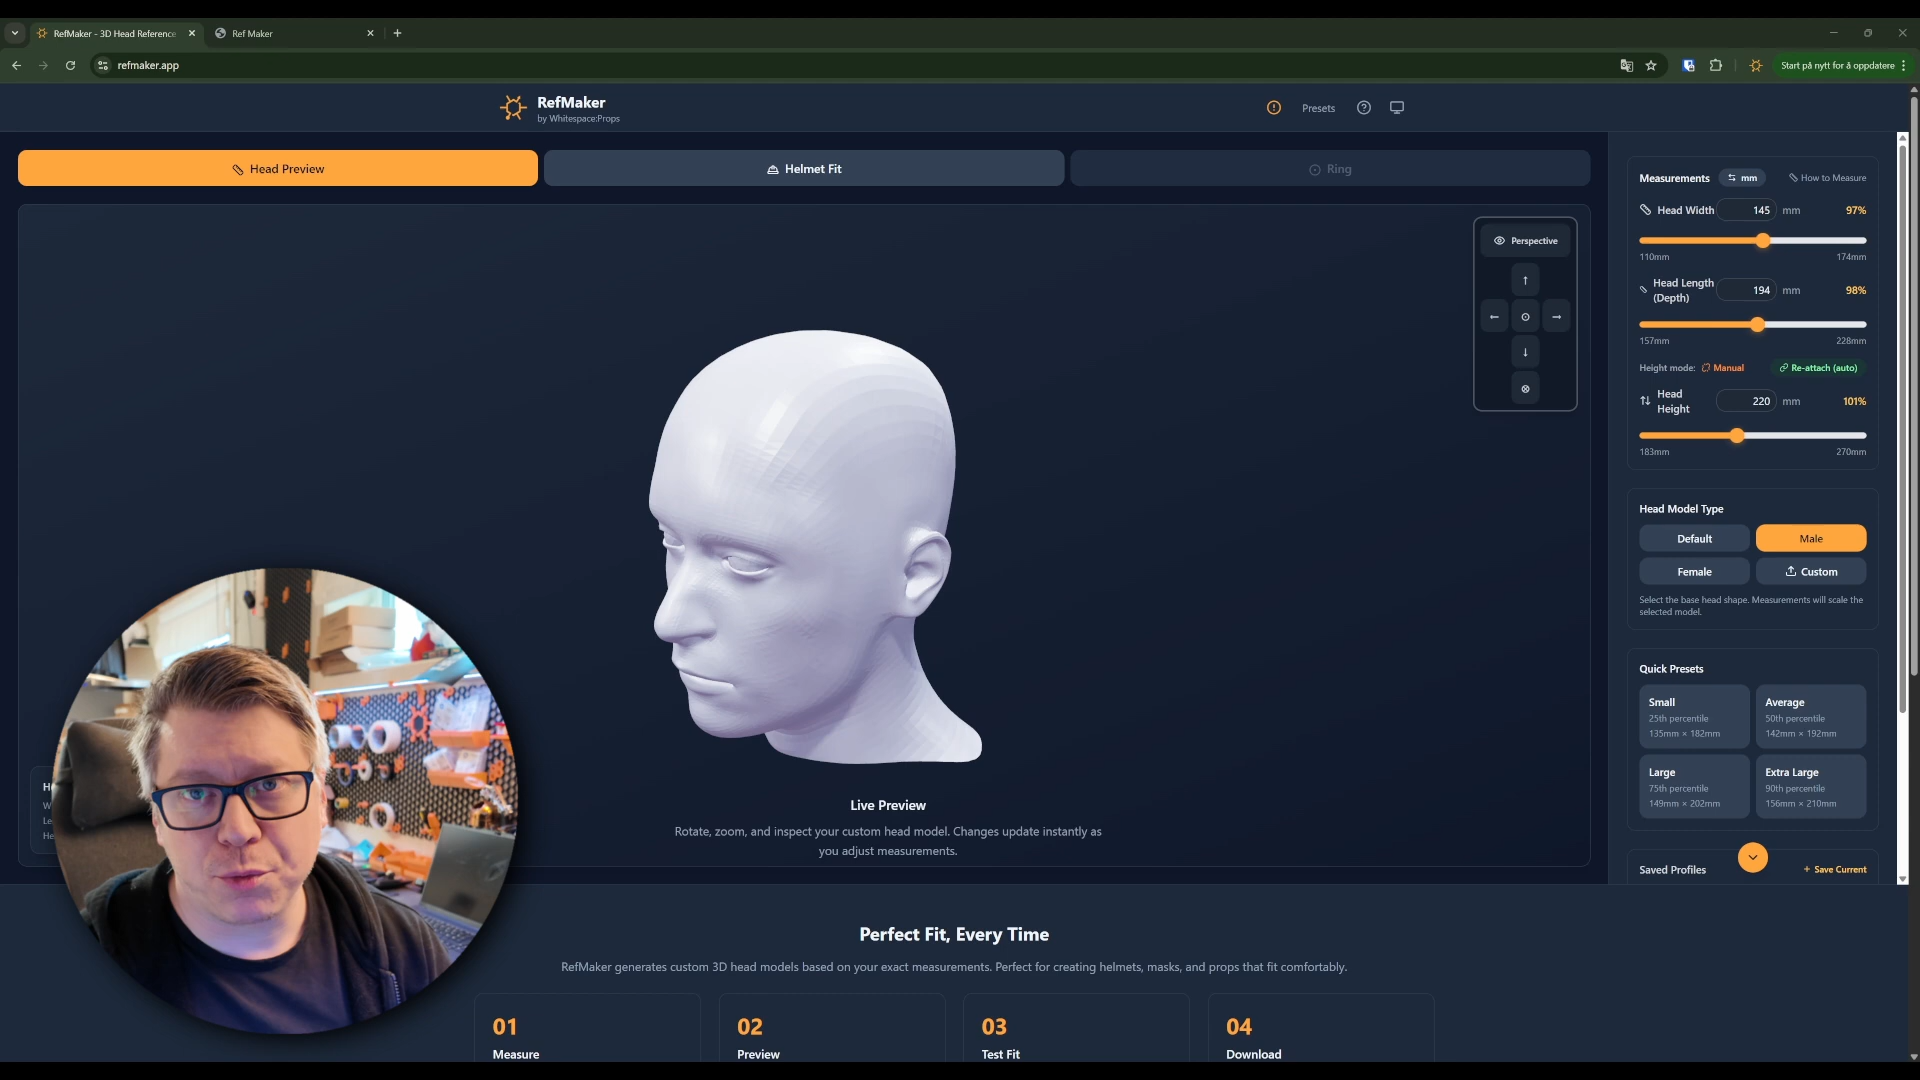 RefMaker - 3D Head Reference
Ref Maker
refmaker.app
Start på nytt for å oppdatere
RefMaker
by Whitespace:Props
Presets
Head Preview
Helmet Fit
Ring
Perspective
Measurements
mm
How to Measure
Head Width
145
mm
97%
110mm
174mm
Head Length
(Depth)
194
mm
98%
157mm
228mm
Height mode:
Manual
Re-attach (auto)
Head
Height
220
mm
101%
183mm
270mm
Head Model Type
Default
Male
Female
Custom
Select the base head shape. Measurements will scale the
selected model.
Quick Presets
Small
25th percentile
135mm × 182mm
Average
50th percentile
142mm × 192mm
Large
75th percentile
149mm × 202mm
Extra Large
90th percentile
156mm × 210mm
Saved Profiles
+ Save Current
Live Preview
Rotate, zoom, and inspect your custom head model. Changes update instantly as
you adjust measurements.
Perfect Fit, Every Time
RefMaker generates custom 3D head models based on your exact measurements. Perfect for creating helmets, masks, and props that fit comfortably.
01
Measure
02
Preview
03
Test Fit
04
Download